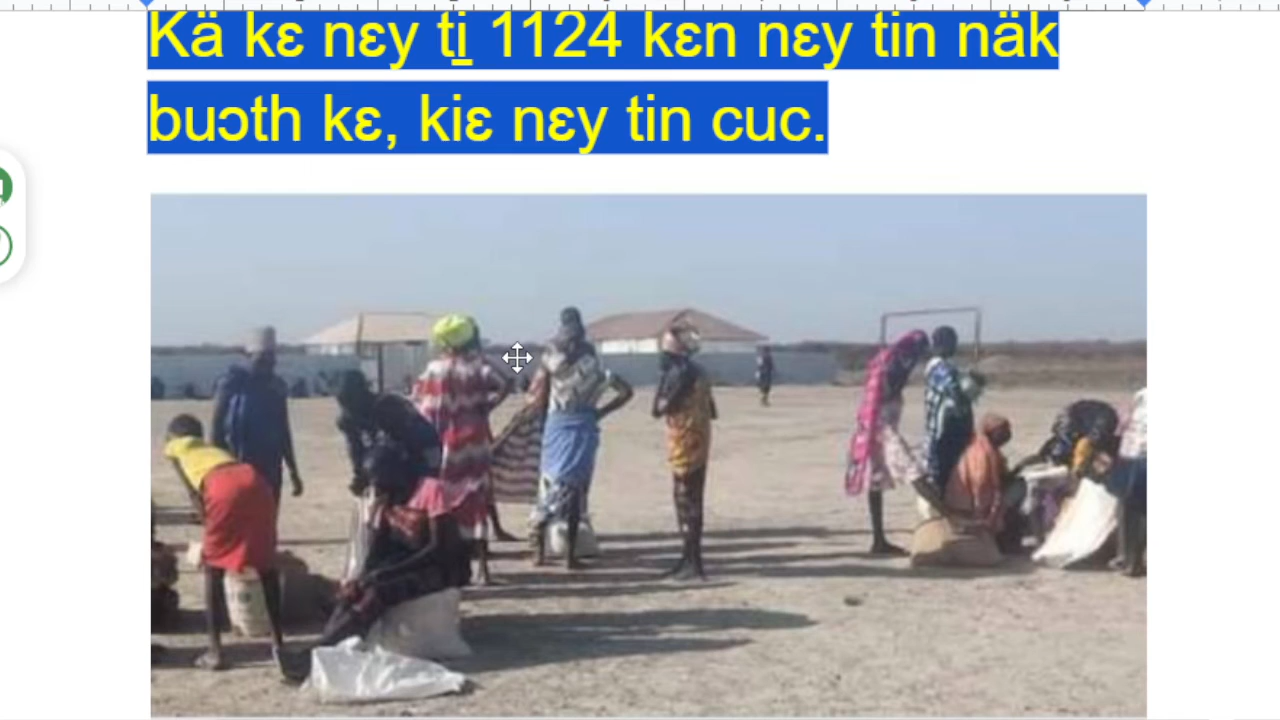 Kä kɛ nɛy ti̱ 1124 kɛn nɛy tin näk
buɔth kɛ, kiɛ nɛy tin cuc.